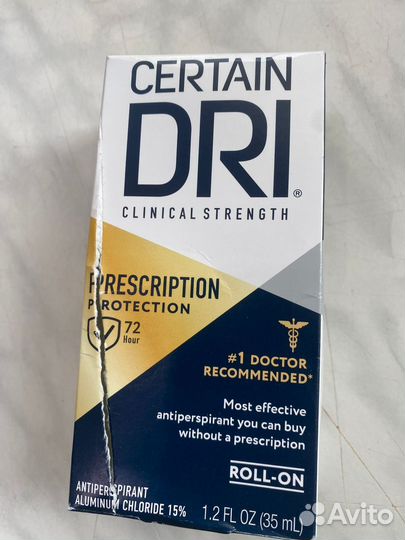 CERTAIN
DRI®
CLINICAL STRENGTH
PRESCRIPTION
PROTECTION
72
Hour
#1 DOCTOR
RECOMMENDED*
Most effective
antiperspirant you can buy
without a prescription
ROLL-ON
ANTIPERSPIRANT
ALUMINUM CHLORIDE 15%
1.2 FL OZ (35 mL)
Avito